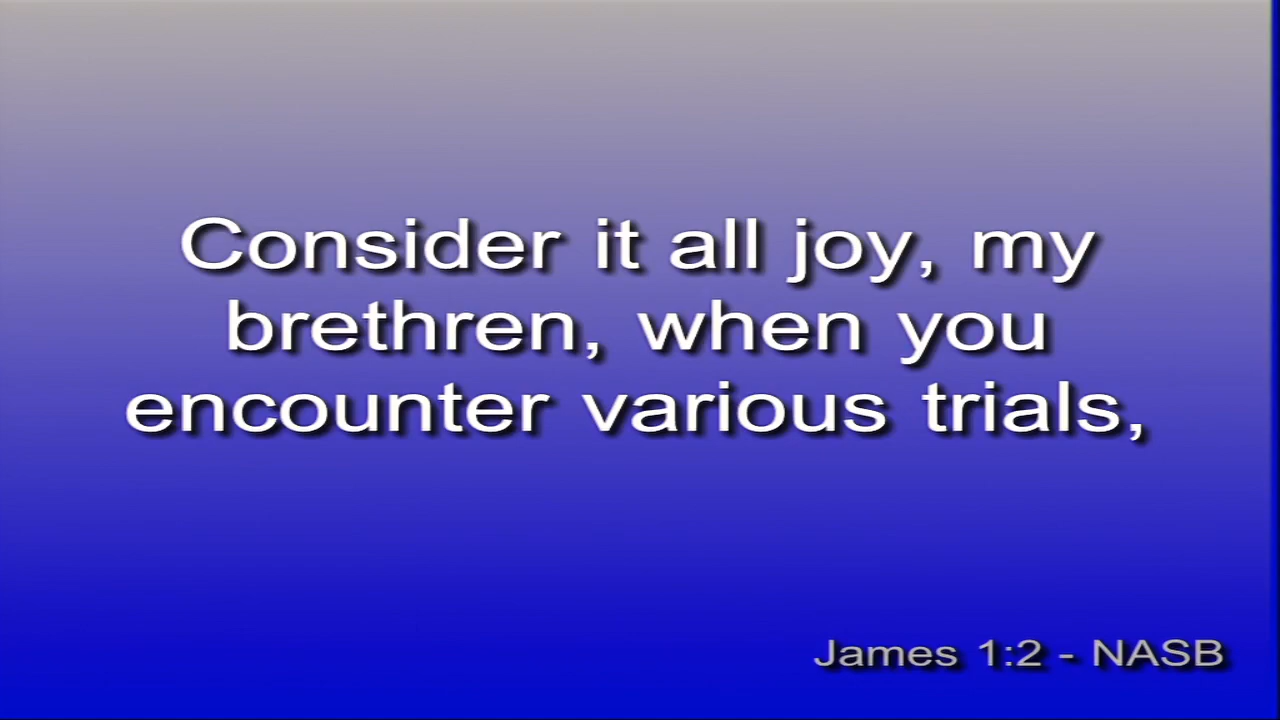 Consider it all joy, my
brethren, when you
encounter various trials,
James 1:2 - NASB